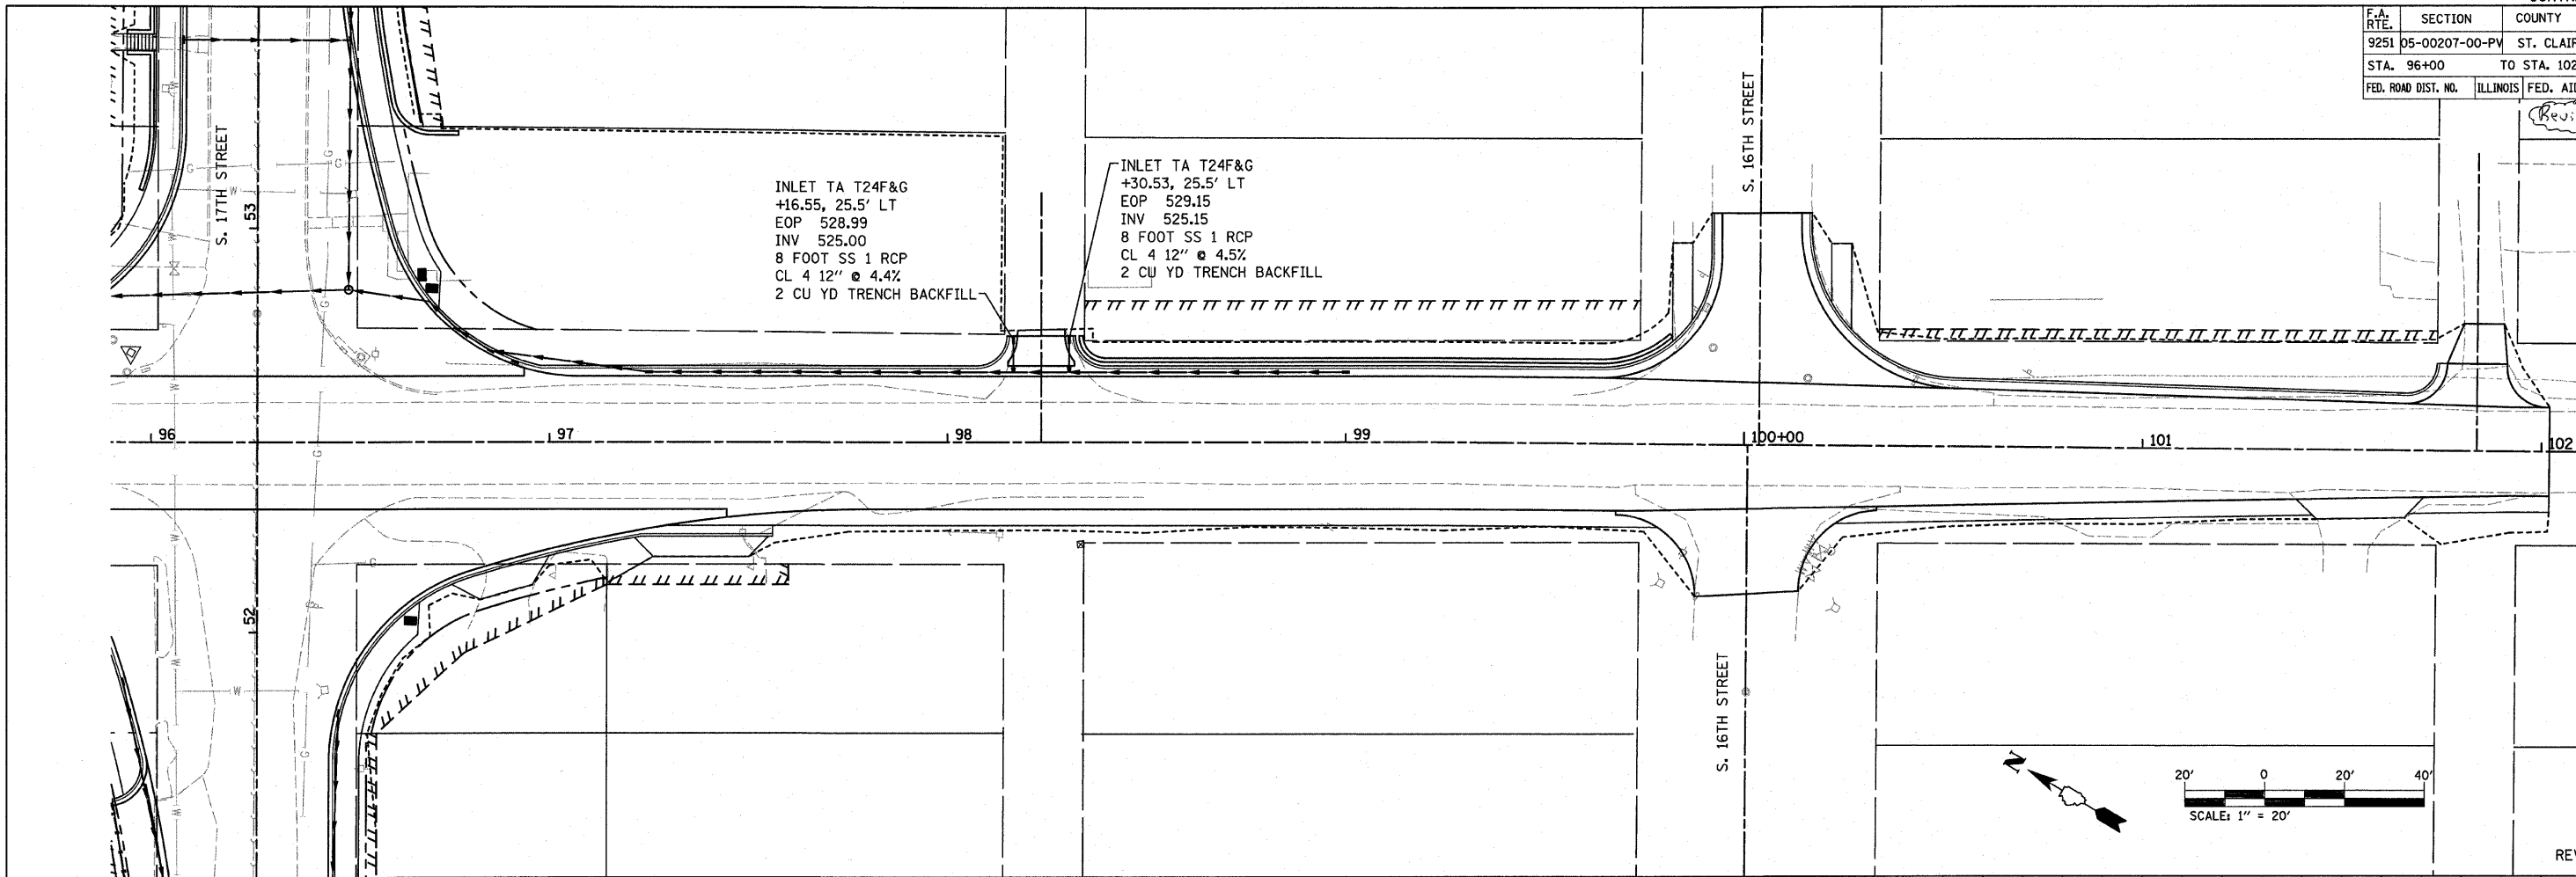 F.A. RTE. SECTION COUNTY
9251 05-00207-00-PV ST. CLAIR
STA. 96+00 TO STA. 102
FED. ROAD DIST. NO. ILLINOIS FED. AID
S. 17TH STREET
53
52
INLET TA T24F&G
+16.55, 25.5' LT
EOP 528.99
INV 525.00
8 FOOT SS 1 RCP
CL 4 12'' @ 4.4%
2 CU YD TRENCH BACKFILL
INLET TA T24F&G
+30.53, 25.5' LT
EOP 529.15
INV 525.15
8 FOOT SS 1 RCP
CL 4 12'' @ 4.5%
2 CU YD TRENCH BACKFILL
S. 16TH STREET
96 97 98 99 100+00 101 102
S. 16TH STREET
N
20' 0 20' 40'
SCALE: 1'' = 20'